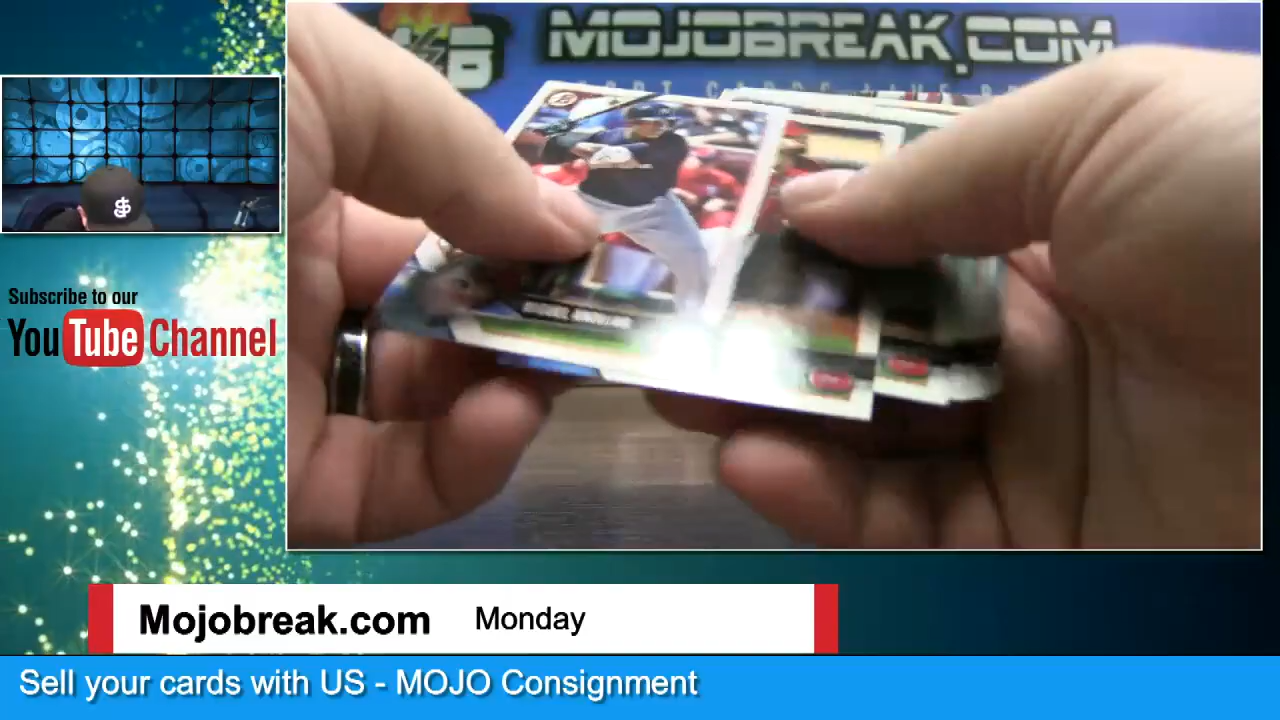 MOJOBREAK.COM
Subscribe to our
YouTube Channel
Mojobreak.com Monday
Sell your cards with US - MOJO Consignment